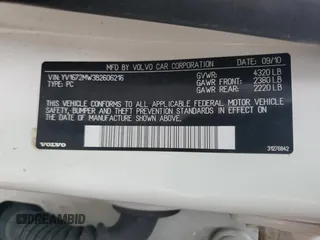 MFD. BY VOLVO CAR CORPORATION DATE: 09/10
VIN: YV1672MW3B2606216 GVWR: 4320 LB
TYPE: PC GAWR FRONT: 2380 LB
GAWR REAR: 2220 LB
THIS VEHICLE CONFORMS TO ALL APPLICABLE
FEDERAL MOTOR VEHICLE SAFETY, BUMPER, AND
THEFT PREVENTION STANDARDS IN EFFECT ON THE
DATE OF MANUFACTURE SHOWN ABOVE.
VOLVO 31276842
DREAMBID